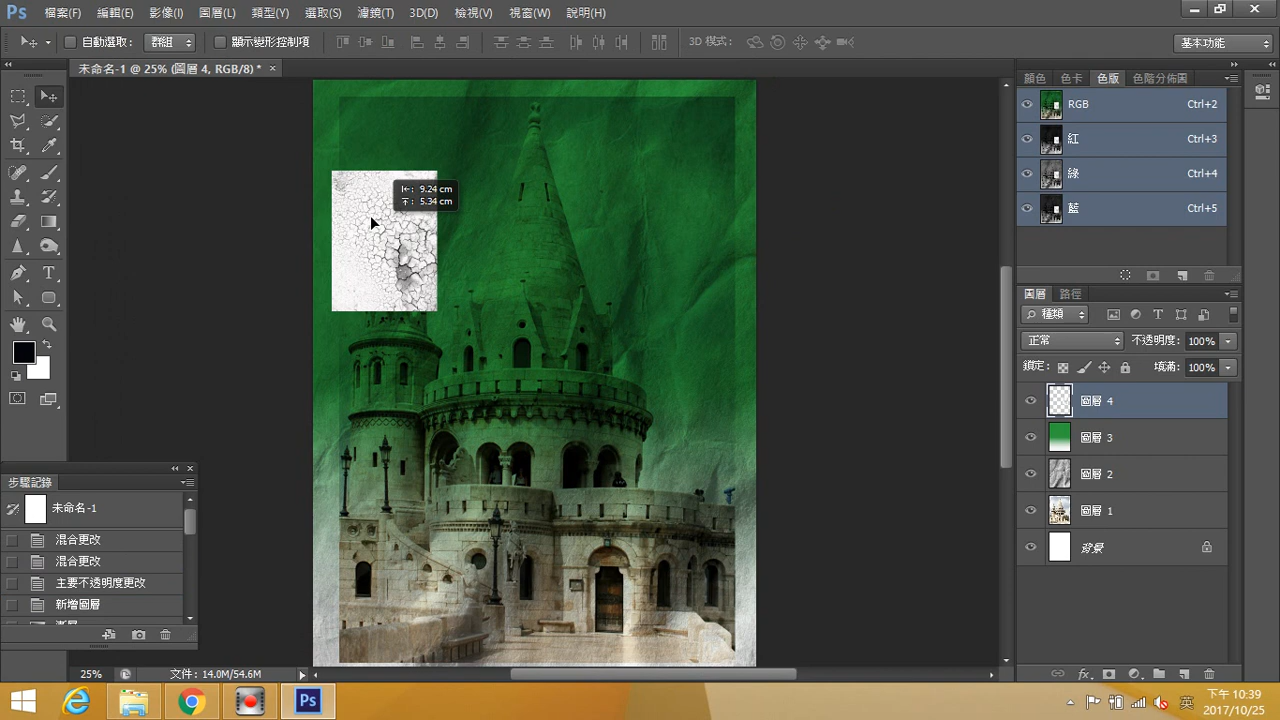 Ps 檔案(F) 編輯(E) 影像(I) 圖層(L) 類型(Y) 選取(S) 濾鏡(T) 3D(D) 檢視(V) 視窗(W) 說明(H)
自動選取： 群組 顯示變形控制項 3D 模式： 基本功能
未命名-1 @ 25% (圖層 4, RGB/8) * ×
顏色 色卡 色版 色階分佈圖
RGB Ctrl+2
紅 Ctrl+3
綠 Ctrl+4
藍 Ctrl+5
9.24 cm
5.34 cm
圖層 路徑
種類
正常 不透明度： 100%
鎖定： 填滿： 100%
圖層 4
圖層 3
圖層 2
圖層 1
背景
步驟記錄
未命名-1
混合更改
混合更改
主要不透明度更改
新增圖層
漸層
25% 文件：14.0M/54.6M
Ps 英 下午 10:39
2017/10/25